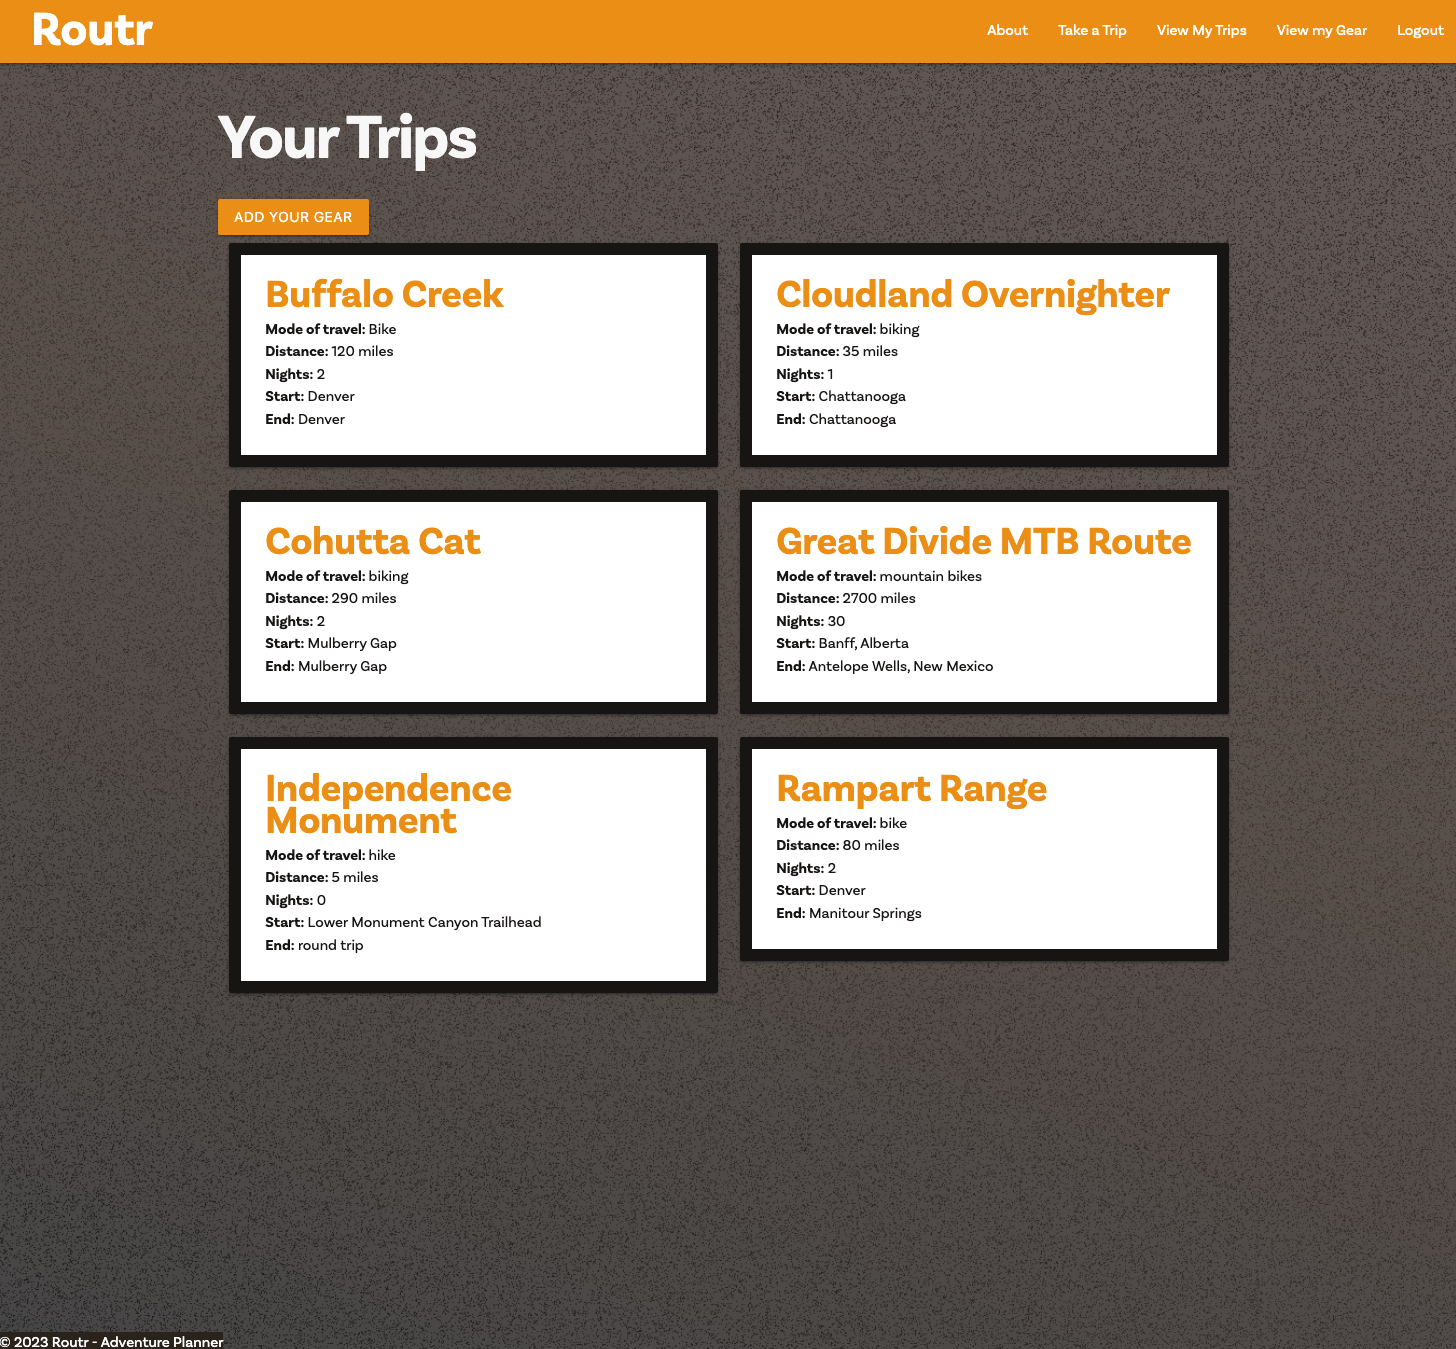 Routr
About Take a Trip View My Trips View my Gear Logout
Your Trips
ADD YOUR GEAR
Buffalo Creek
Mode of travel: Bike
Distance: 120 miles
Nights: 2
Start: Denver
End: Denver
Cloudland Overnighter
Mode of travel: biking
Distance: 35 miles
Nights: 1
Start: Chattanooga
End: Chattanooga
Cohutta Cat
Mode of travel: biking
Distance: 290 miles
Nights: 2
Start: Mulberry Gap
End: Mulberry Gap
Great Divide MTB Route
Mode of travel: mountain bikes
Distance: 2700 miles
Nights: 30
Start: Banff, Alberta
End: Antelope Wells, New Mexico
Independence
Monument
Mode of travel: hike
Distance: 5 miles
Nights: 0
Start: Lower Monument Canyon Trailhead
End: round trip
Rampart Range
Mode of travel: bike
Distance: 80 miles
Nights: 2
Start: Denver
End: Manitour Springs
© 2023 Routr - Adventure Planner